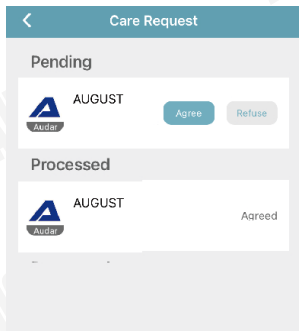 Care Request
Pending
AUGUST
Agree
Refuse
Audar
Processed
AUGUST
Agreed
Audar